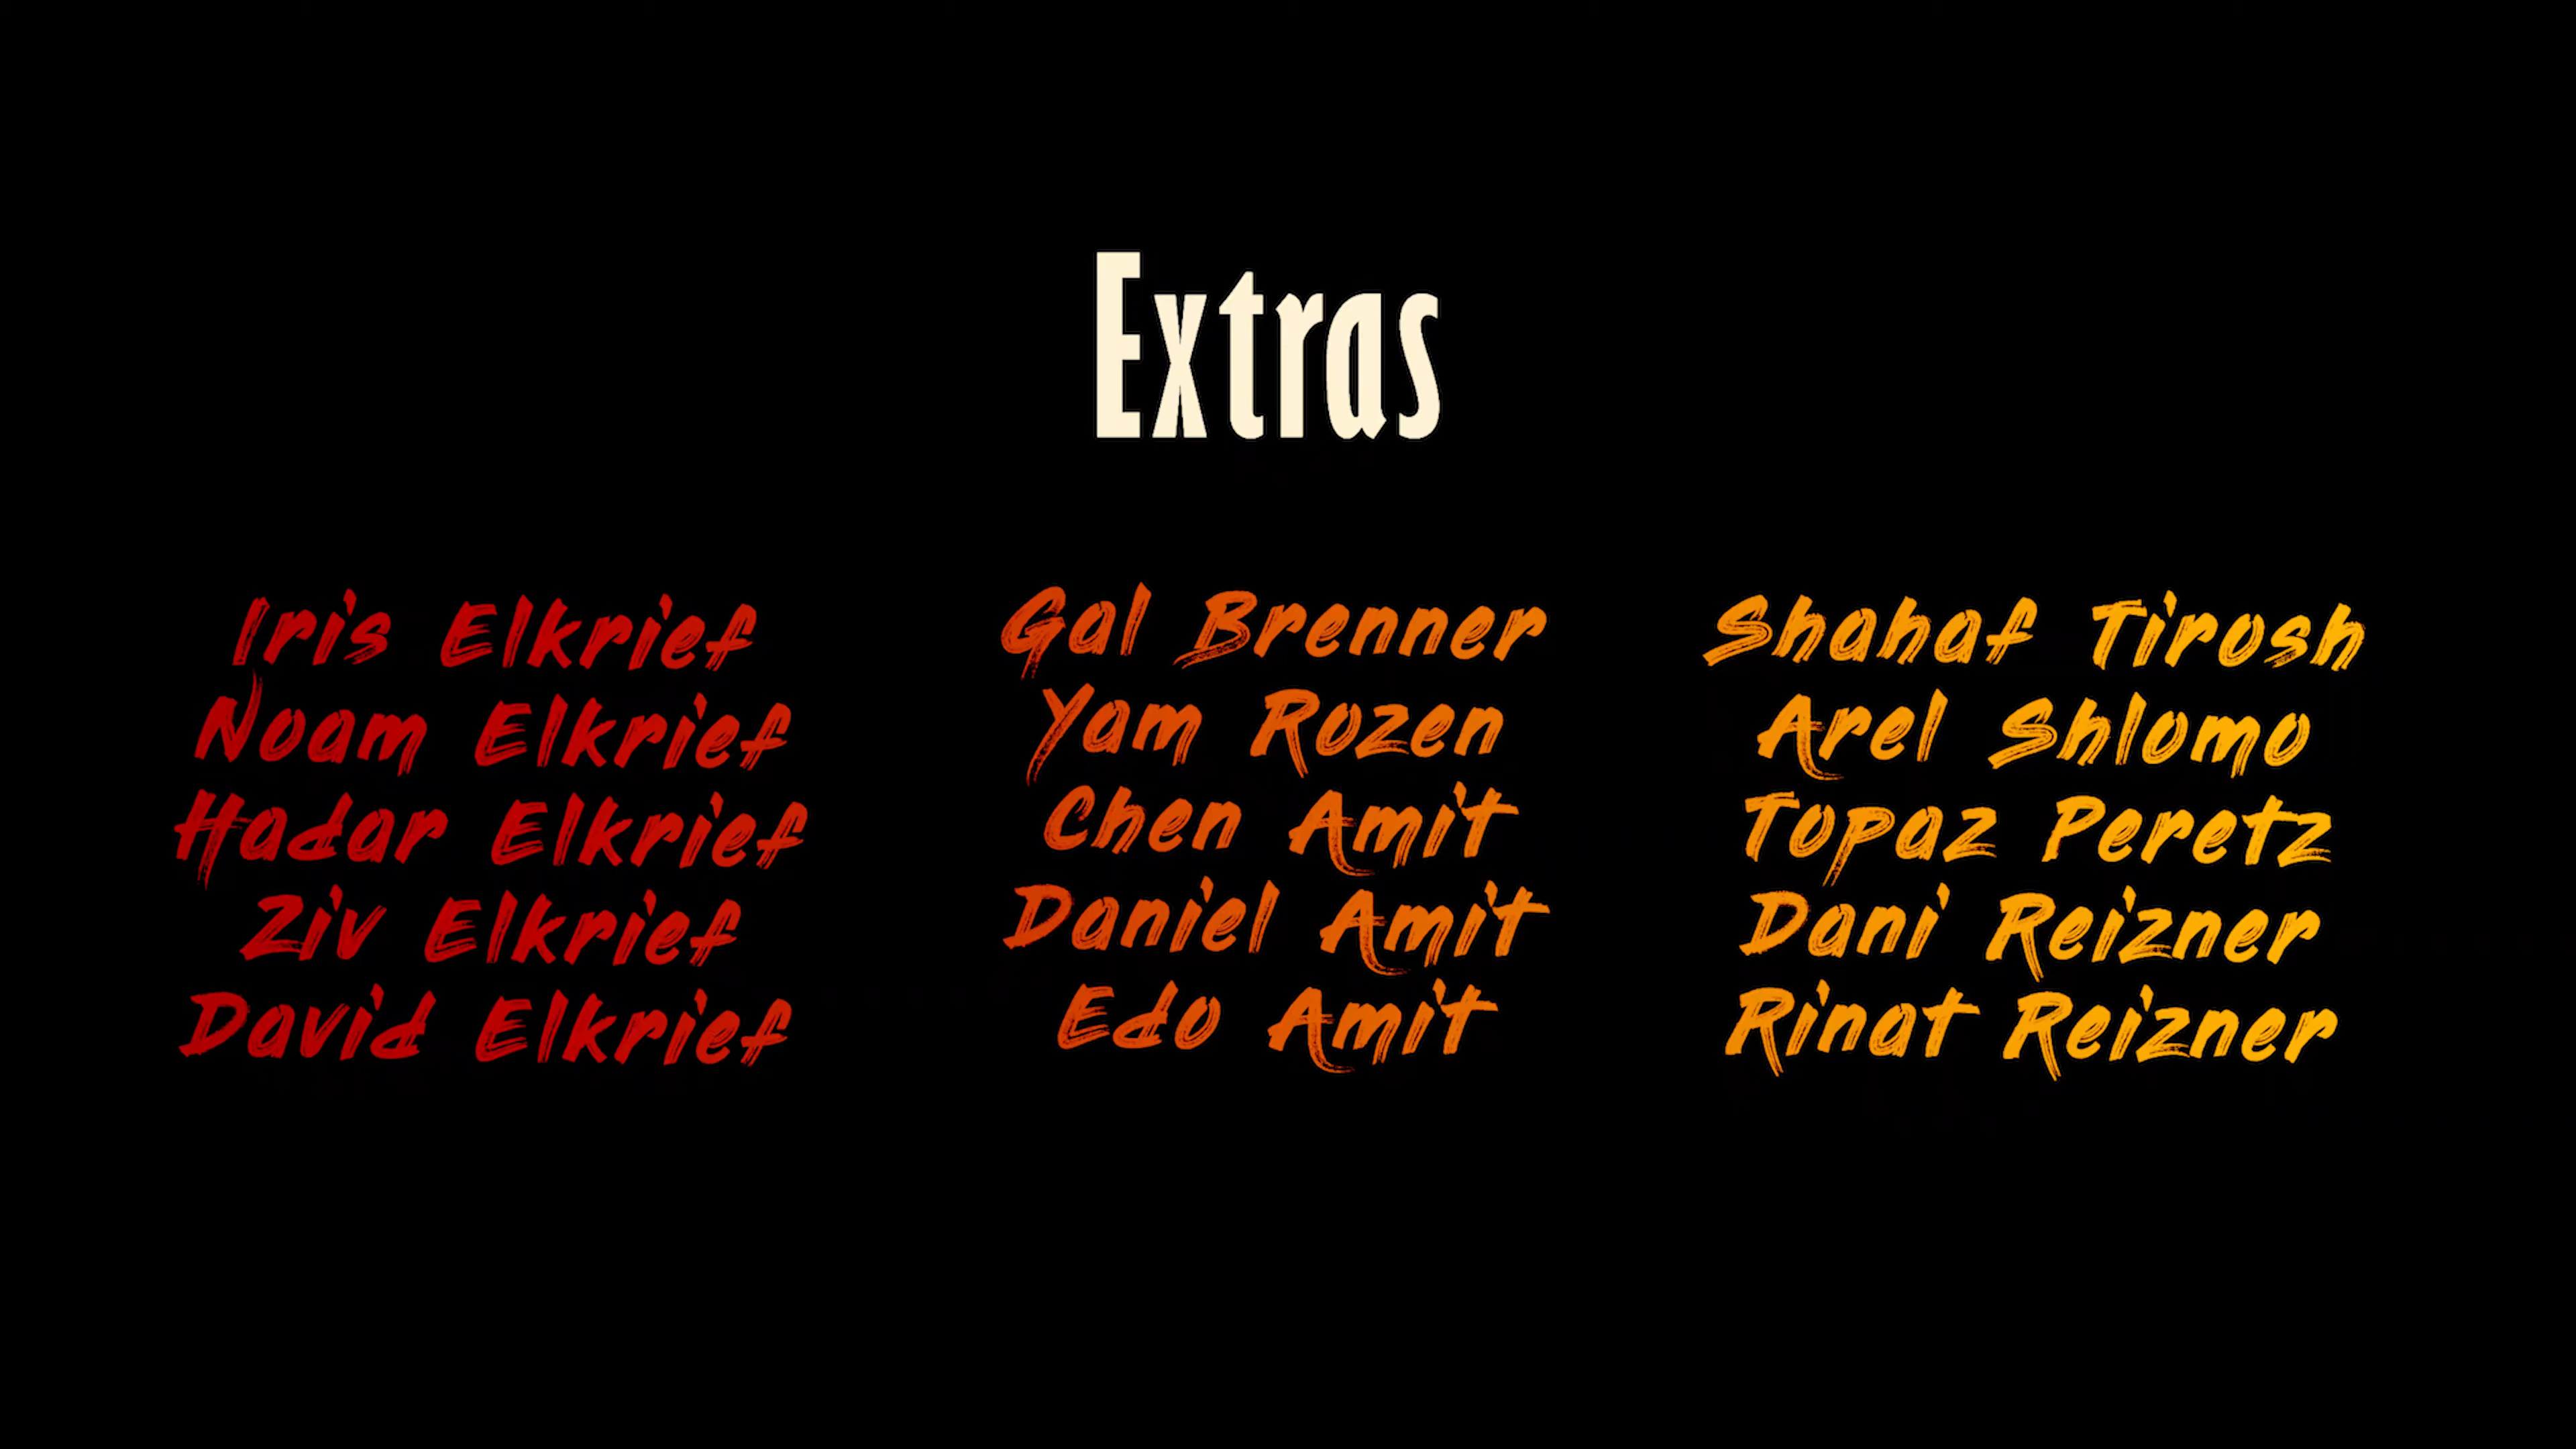 Extras
Iris Elkrief
Noam Elkrief
Hadar Elkrief
Ziv Elkrief
David Elkrief
Gal Brenner
Yam Rozen
Chen Amit
Daniel Amit
Edo Amit
Shahaf Tirosh
Arel Shlomo
Topaz Peretz
Dani Reizner
Rinat Reizner